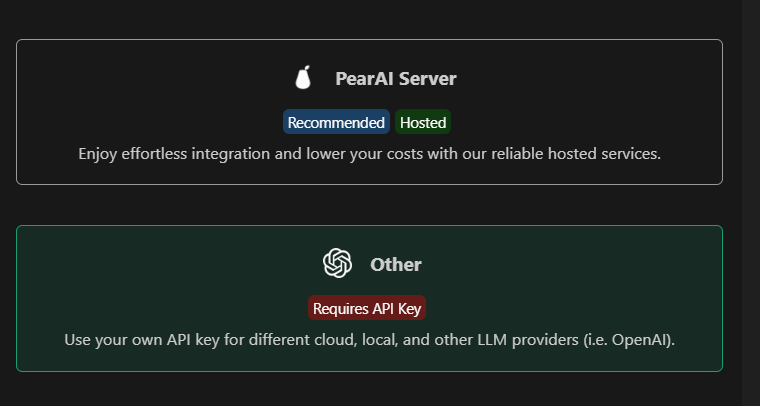 PearAI Server
Recommended Hosted
Enjoy effortless integration and lower your costs with our reliable hosted services.
Other
Requires API Key
Use your own API key for different cloud, local, and other LLM providers (i.e. OpenAI).